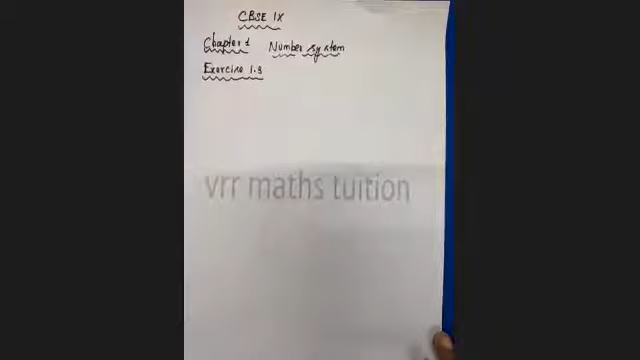 CBSE IX
Chapter 1 Number system
Exercise 1.3
vrr maths tuition